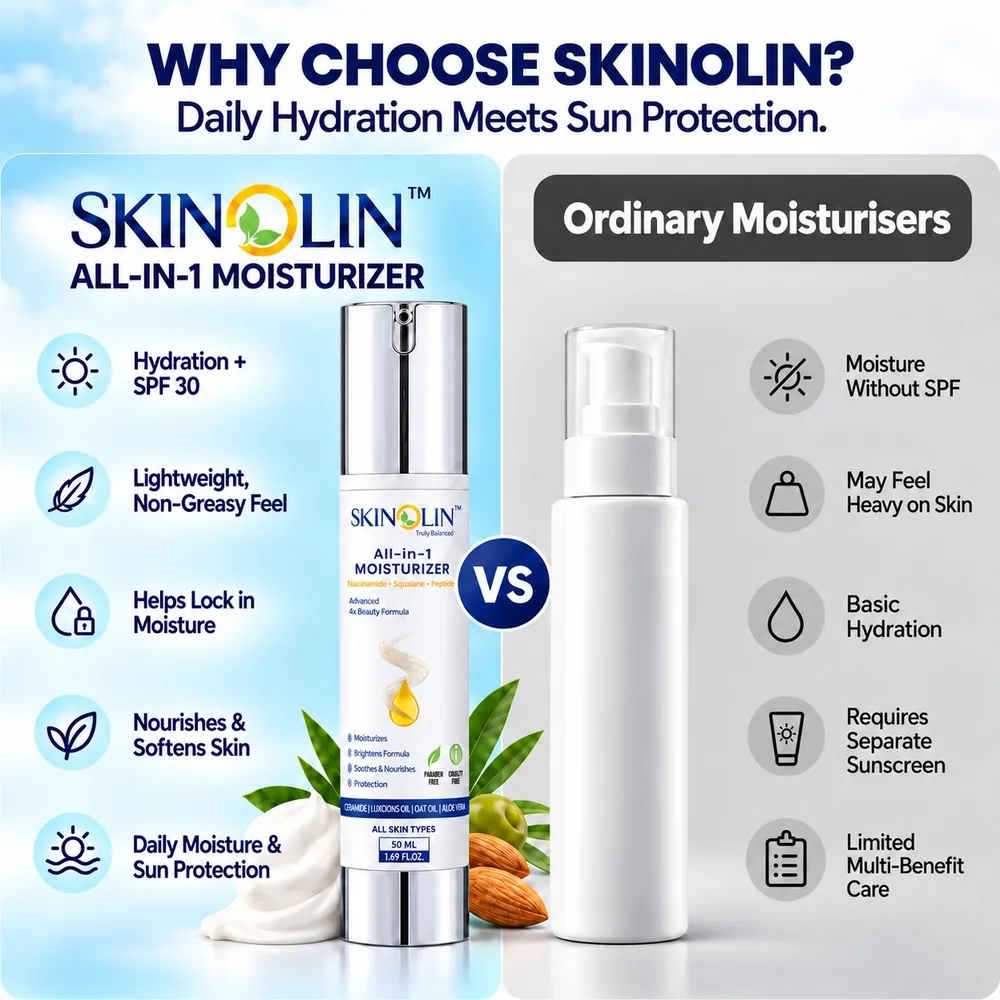 WHY CHOOSE SKINOLIN?
Daily Hydration Meets Sun Protection.
SKINOLIN™
ALL-IN-1 MOISTURIZER
Hydration +
SPF 30
Lightweight,
Non-Greasy Feel
Helps Lock in
Moisture
Nourishes &
Softens Skin
Daily Moisture &
Sun Protection
SKINOLIN™
Truly Balanced
All-in-1
MOISTURIZER
Niacinamide • Squalane • Peptide
Advanced
4x Beauty Formula
Moisturizes
Brightens Formula
Soothes & Nourishes
Protection
PARABEN
FREE
CRUELTY
FREE
CERAMIDE | LUXCIONS OIL | OAT OIL | ALOE VERA
ALL SKIN TYPES
50 ML
1.69 FL.OZ.
VS
Ordinary Moisturisers
Moisture
Without SPF
May Feel
Heavy on Skin
Basic
Hydration
Requires
Separate
Sunscreen
Limited
Multi-Benefit
Care